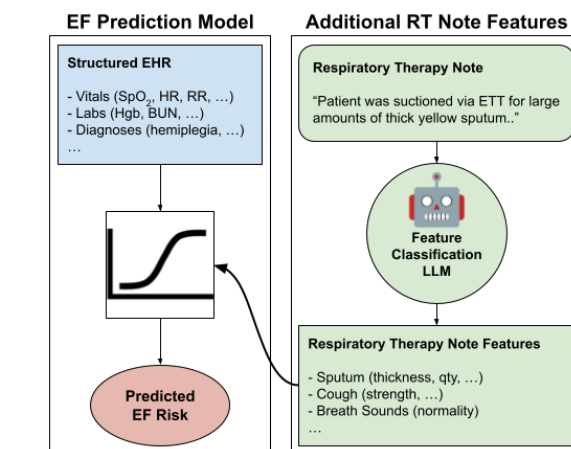 EF Prediction Model
Structured EHR
- Vitals (SpO₂, HR, RR, …)
- Labs (Hgb, BUN, …)
- Diagnoses (hemiplegia, …)
…
Predicted
EF Risk
Additional RT Note Features
Respiratory Therapy Note
“Patient was suctioned via ETT for large
amounts of thick yellow sputum..”
Feature
Classification
LLM
Respiratory Therapy Note Features
- Sputum (thickness, qty, …)
- Cough (strength, …)
- Breath Sounds (normality)
…